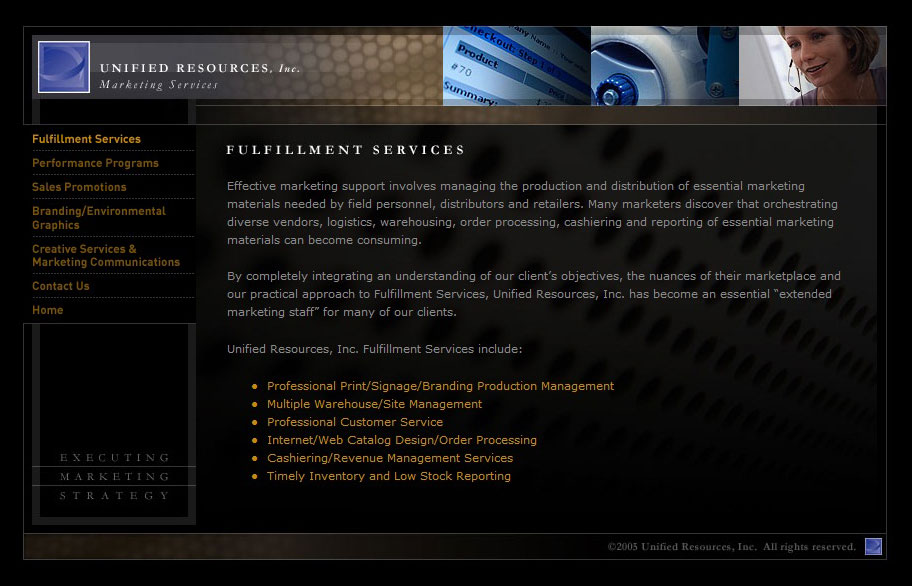 UNIFIED RESOURCES, Inc.
Marketing Services
Checkout: Step 1 of
Product
#70
Summary:
Fulfillment Services
Performance Programs
Sales Promotions
Branding/Environmental
Graphics
Creative Services &
Marketing Communications
Contact Us
Home
EXECUTING
MARKETING
STRATEGY
FULFILLMENT SERVICES
Effective marketing support involves managing the production and distribution of essential marketing
materials needed by field personnel, distributors and retailers. Many marketers discover that orchestrating
diverse vendors, logistics, warehousing, order processing, cashiering and reporting of essential marketing
materials can become consuming.
By completely integrating an understanding of our client’s objectives, the nuances of their marketplace and
our practical approach to Fulfillment Services, Unified Resources, Inc. has become an essential “extended
marketing staff” for many of our clients.
Unified Resources, Inc. Fulfillment Services include:
• Professional Print/Signage/Branding Production Management
• Multiple Warehouse/Site Management
• Professional Customer Service
• Internet/Web Catalog Design/Order Processing
• Cashiering/Revenue Management Services
• Timely Inventory and Low Stock Reporting
©2005 Unified Resources, Inc. All rights reserved.